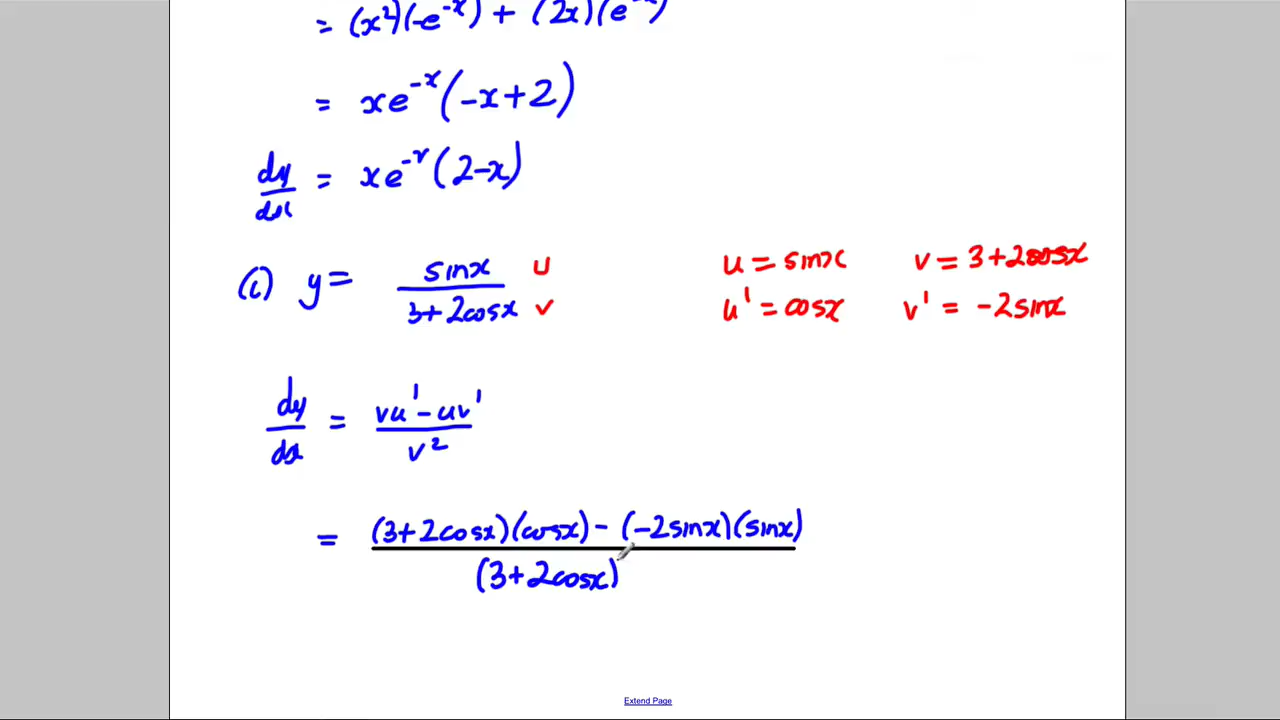 = (x²)(-e⁻ˣ) + (2x)(e⁻ˣ)
= xe⁻ˣ(-x+2)
dy/dx = xe⁻ˣ(2-x)
(c) y = sinx / 3+2cosx u v u = sinx v = 3+2cosx
u' = cosx v' = -2sinx
dy/dx = vu' - uv' / v²
= (3+2cosx)(cosx) - (-2sinx)(sinx) / (3+2cosx)
Extend Page